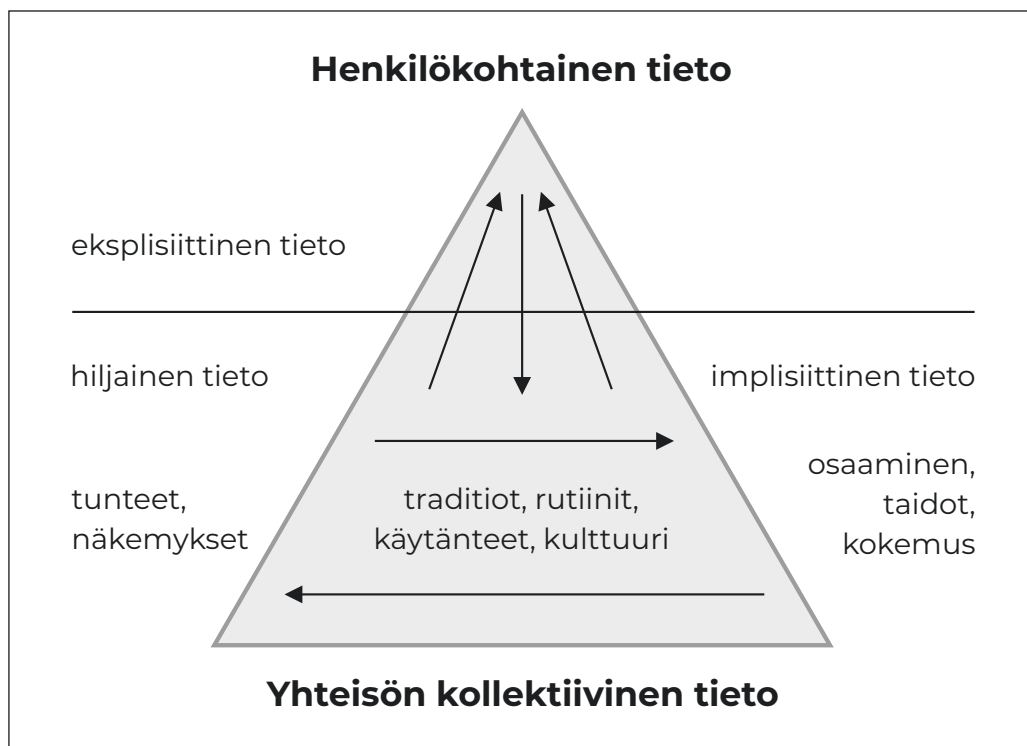 Henkilökohtainen tieto
eksplisiittinen tieto
hiljainen tieto
implisiittinen tieto
tunteet,
näkemykset
traditiot, rutiinit,
käytänteet, kulttuuri
osaaminen,
taidot,
kokemus
Yhteisön kollektiivinen tieto